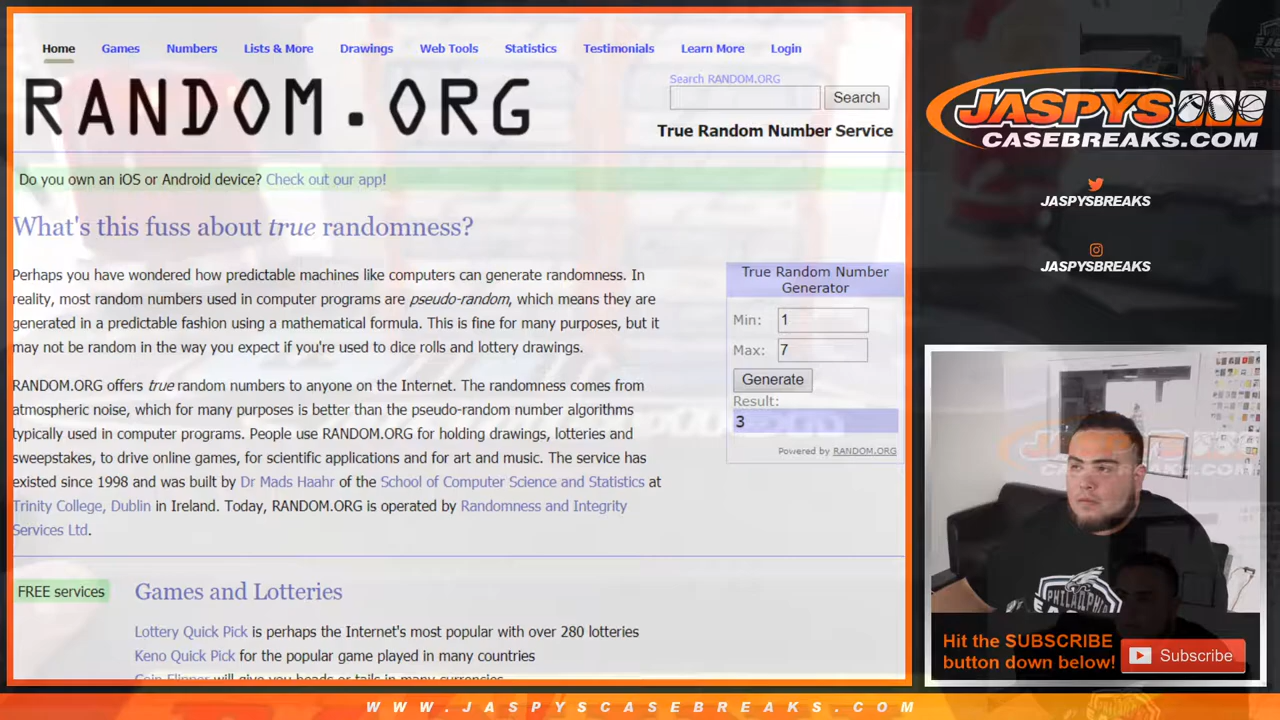 Home Games Numbers Lists & More Drawings Web Tools Statistics Testimonials Learn More Login
RANDOM.ORG
Search RANDOM.ORG
Search
True Random Number Service
Do you own an iOS or Android device? Check out our app!
What's this fuss about true randomness?
Perhaps you have wondered how predictable machines like computers can generate randomness. In
reality, most random numbers used in computer programs are pseudo-random, which means they are
generated in a predictable fashion using a mathematical formula. This is fine for many purposes, but it
may not be random in the way you expect if you're used to dice rolls and lottery drawings.
RANDOM.ORG offers true random numbers to anyone on the Internet. The randomness comes from
atmospheric noise, which for many purposes is better than the pseudo-random number algorithms
typically used in computer programs. People use RANDOM.ORG for holding drawings, lotteries and
sweepstakes, to drive online games, for scientific applications and for art and music. The service has
existed since 1998 and was built by Dr Mads Haahr of the School of Computer Science and Statistics at
Trinity College, Dublin in Ireland. Today, RANDOM.ORG is operated by Randomness and Integrity
Services Ltd.
True Random Number
Generator
Min: 1
Max: 7
Generate
Result:
3
Powered by RANDOM.ORG
FREE services
Games and Lotteries
Lottery Quick Pick is perhaps the Internet's most popular with over 280 lotteries
Keno Quick Pick for the popular game played in many countries
Coin Flipper will give you heads or tails in many currencies
JASPYS
CASEBREAKS.COM
JASPYSBREAKS
JASPYSBREAKS
PHILADELPHIA
EAGLES
Hit the SUBSCRIBE
button down below!
Subscribe
WWW.JASPYSCASEBREAKS.COM